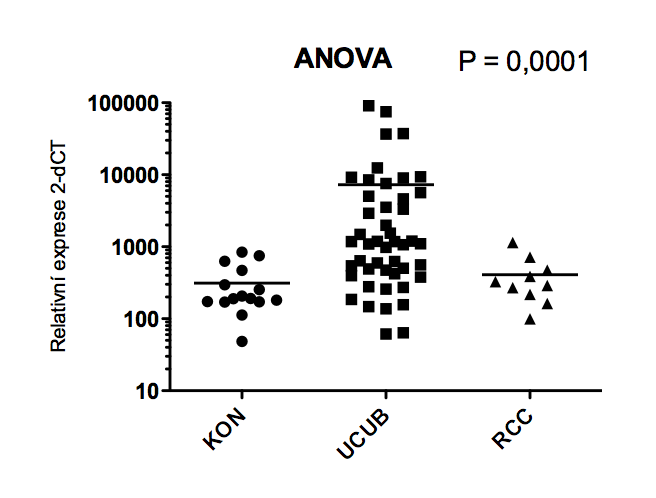 ANOVA P = 0,0001
Relativní exprese 2-dCT
100000
10000
1000
100
10
KON UCUB RCC